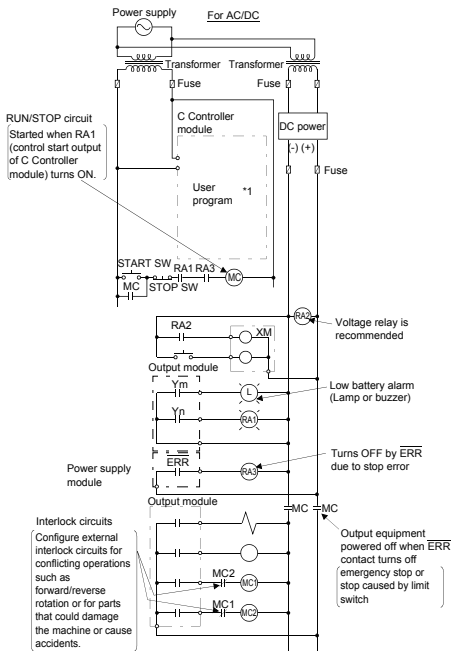 Power supply
For AC/DC
Transformer
Transformer
Fuse
Fuse
RUN/STOP circuit
Started when RA1
(control start output
of C Controller
module) turns ON.
C Controller
module
DC power
(-) (+)
Fuse
User
program *1
START SW
RA1 RA3
MC
MC
STOP SW
RA2
RA2
XM
Voltage relay is
recommended
Output module
Ym
L
Low battery alarm
(Lamp or buzzer)
Yn
RA1
Power supply
module
ERR
RA3
Turns OFF by ERR
due to stop error
Output module
MC
MC
Interlock circuits
Configure external
interlock circuits for
conflicting operations
such as
forward/reverse
rotation or for parts
that could damage
the machine or cause
accidents.
Output equipment
powered off when ERR
contact turns off
emergency stop or
stop caused by limit
switch
MC2
MC1
MC1
MC2